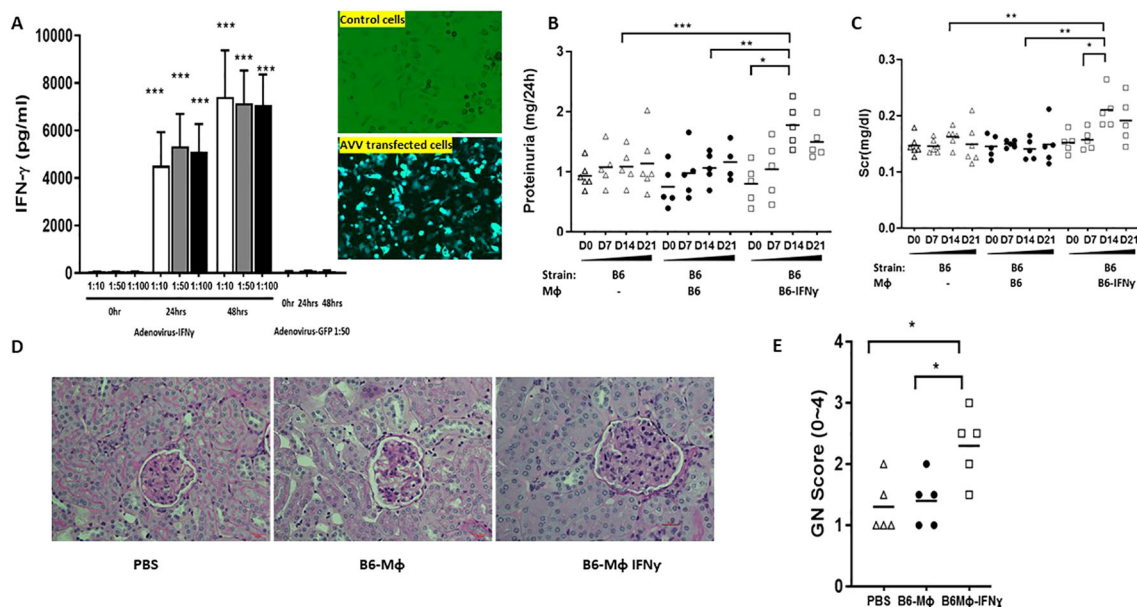 A
IFN-γ (pg/ml)
10000
8000
6000
4000
2000
0
***
***
***
***
***
***
1:10 1:50 1:100 1:10 1:50 1:100 1:10 1:50 1:100
0hr 24hrs 48hrs
0hr 24hrs 48hrs
Adenovirus-IFNγ
Adenovirus-GFP 1:50
Control cells
AVV transfected cells
B
Proteinuria (mg/24h)
3
2
1
0
***
**
*
D0 D7 D14 D21 D0 D7 D14 D21 D0 D7 D14 D21
Strain: B6 B6 B6
Mϕ - B6 B6-IFNγ
C
Scr(mg/dl)
0.3
0.2
0.1
0.0
**
**
*
D0 D7 D14 D21 D0 D7 D14 D21 D0 D7 D14 D21
Strain: B6 B6 B6
Mϕ - B6 B6-IFNγ
D
PBS B6-Mϕ B6-Mϕ IFNγ
E
GN Score (0~4)
4
3
2
1
0
*
*
PBS B6-Mϕ B6Mϕ-IFNγ